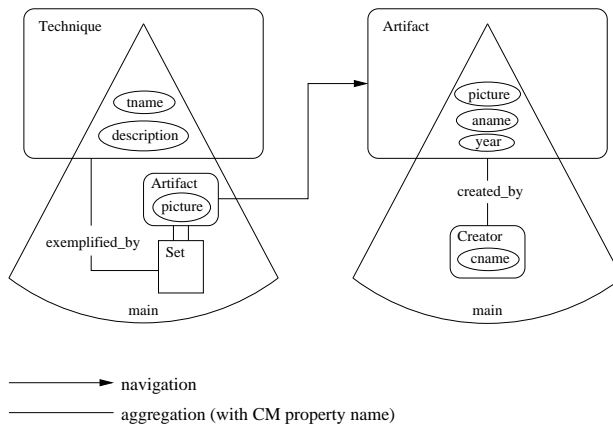 Technique
tname
description
Artifact
picture
exemplified_by
Set
main
Artifact
picture
aname
year
created_by
Creator
cname
main
navigation
aggregation (with CM property name)